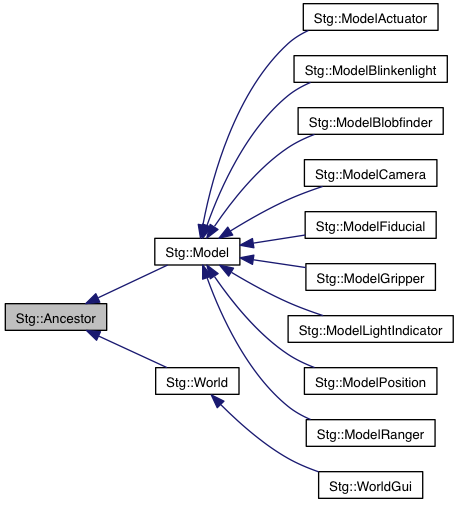 Stg::ModelActuator
Stg::ModelBlinkenlight
Stg::ModelBlobfinder
Stg::ModelCamera
Stg::ModelFiducial
Stg::Model
Stg::ModelGripper
Stg::Ancestor
Stg::ModelLightIndicator
Stg::World
Stg::ModelPosition
Stg::ModelRanger
Stg::WorldGui